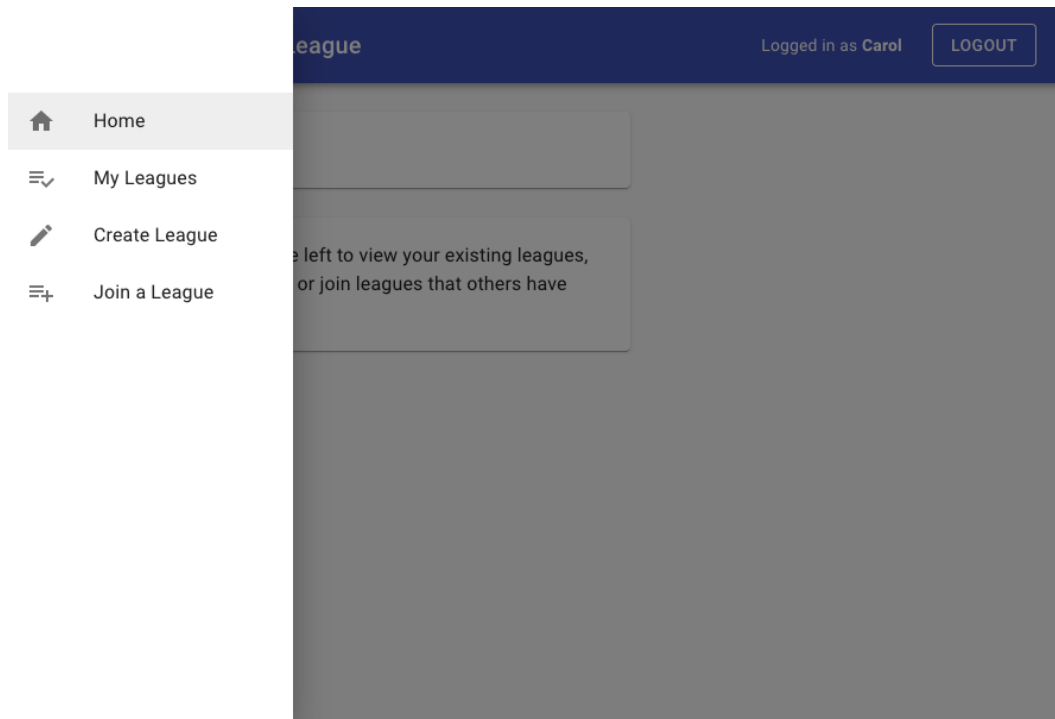 League
Logged in as Carol
LOGOUT
Home
My Leagues
Create League
Join a League
left to view your existing leagues,
or join leagues that others have